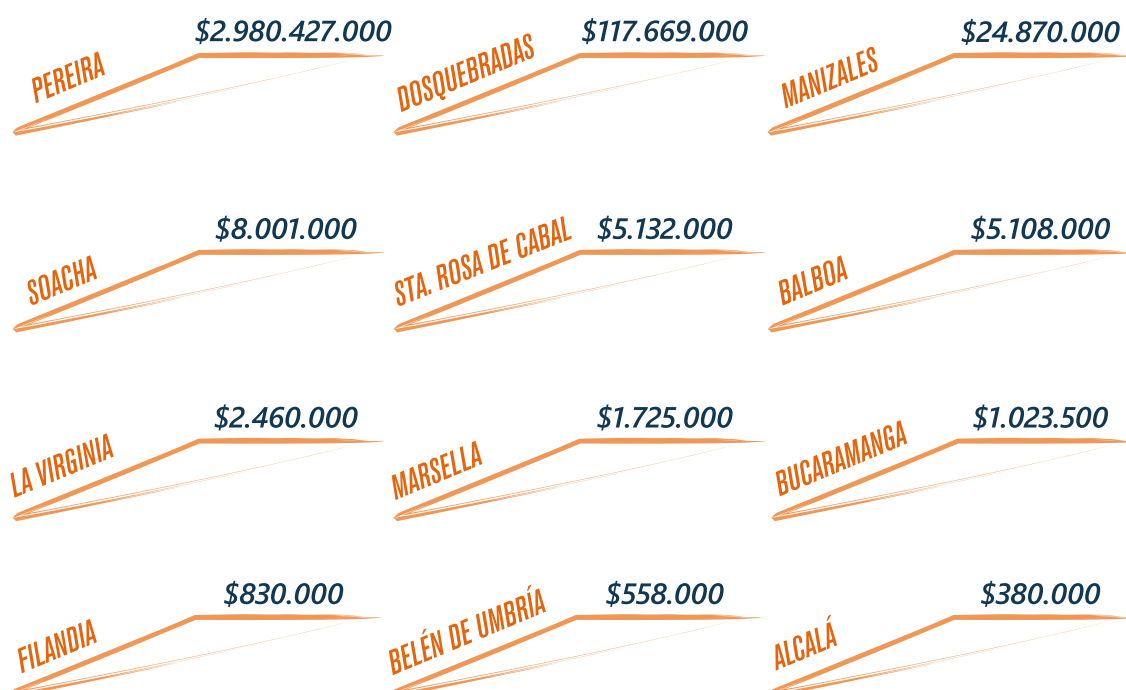 PEREIRA
$2.980.427.000
DOSQUEBRADAS
$117.669.000
MANIZALES
$24.870.000
SOACHA
$8.001.000
STA. ROSA DE CABAL
$5.132.000
BALBOA
$5.108.000
LA VIRGINIA
$2.460.000
MARSELLA
$1.725.000
BUCARAMANGA
$1.023.500
FILANDIA
$830.000
BELÉN DE UMBRÍA
$558.000
ALCALÁ
$380.000